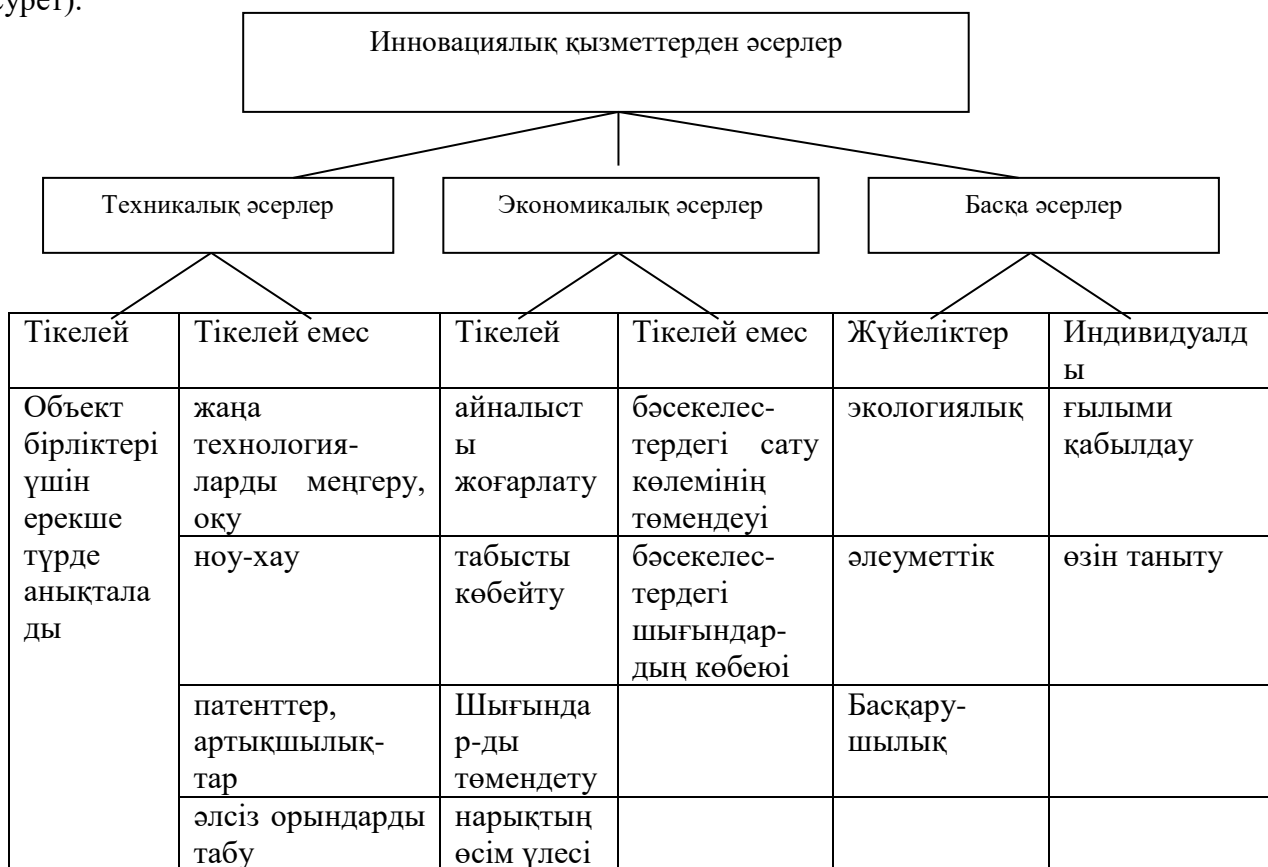 сурет).
Инновациялық қызметтерден әсерлер
Техникалық әсерлер
Экономикалық әсерлер
Басқа әсерлер
Тікелей
Тікелей емес
Тікелей
Тікелей емес
Жүйеліктер
Индивидуалд
ы
Объект
бірліктері
үшін
ерекше
түрде
анықтала
ды
жаңа
технология-
ларды меңгеру,
оқу
айналыст
ы
жоғарлату
бәсекелес-
тердегі сату
көлемінің
төмендеуі
экологиялық
ғылыми
қабылдау
ноу-хау
табысты
көбейту
бәсекелес-
тердегі
шығындар-
дың көбеюі
әлеуметтік
өзін таныту
патенттер,
артықшылық-
тар
Шығында
р-ды
төмендету
Басқару-
шылық
әлсіз орындарды
табу
нарықтың
өсім үлесі